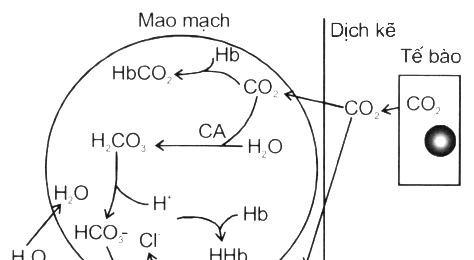 Mao mạch
Dịch kẽ
Hb
Tế bào
HbCO₂
CO₂
CO₂
CO₂
CA
H₂CO₃
H₂O
H₂O
H⁺
Hb
HCO₃⁻
Cl⁻
HHb
H₂O